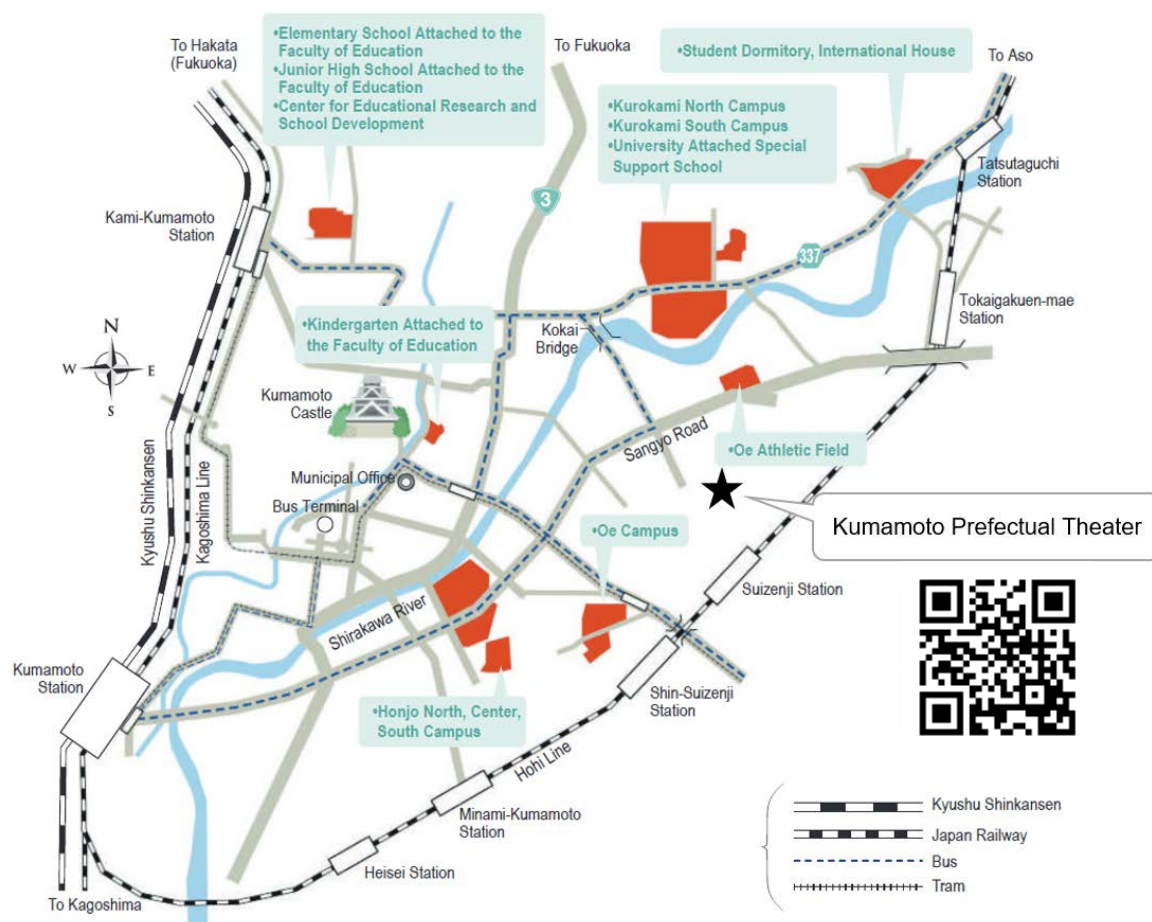 To Hakata
(Fukuoka)
•Elementary School Attached to the
Faculty of Education
•Junior High School Attached to the
Faculty of Education
•Center for Educational Research and
School Development
To Fukuoka
•Student Dormitory, International House
To Aso
•Kurokami North Campus
•Kurokami South Campus
•University Attached Special
Support School
Tatsutaguchi
Station
3
Kami-Kumamoto
Station
337
Tokaigakuen-mae
Station
N
W
E
S
•Kindergarten Attached to
the Faculty of Education
Kokai
Bridge
Kumamoto
Castle
Sangyo Road
•Oe Athletic Field
Municipal Office
Bus Terminal
Kyushu Shinkansen
Kagoshima Line
Kumamoto Prefectual Theater
•Oe Campus
Suizenji Station
Shirakawa River
Kumamoto
Station
Shin-Suizenji
Station
•Honjo North, Center,
South Campus
Hohi Line
Minami-Kumamoto
Station
Heisei Station
To Kagoshima
Kyushu Shinkansen
Japan Railway
Bus
Tram